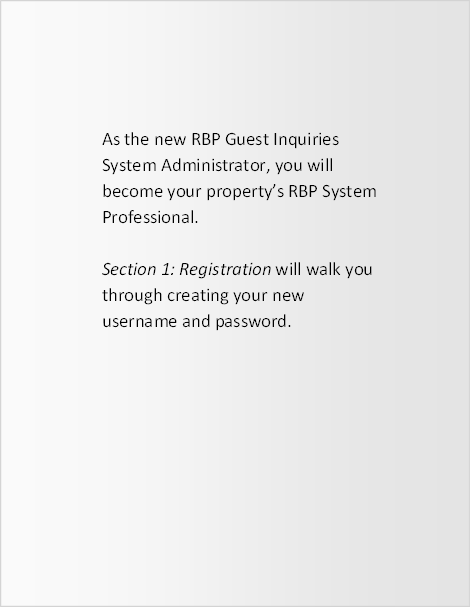 As the new RBP Guest Inquiries
System Administrator, you will
become your property’s RBP System
Professional.
Section 1: Registration will walk you
through creating your new
username and password.